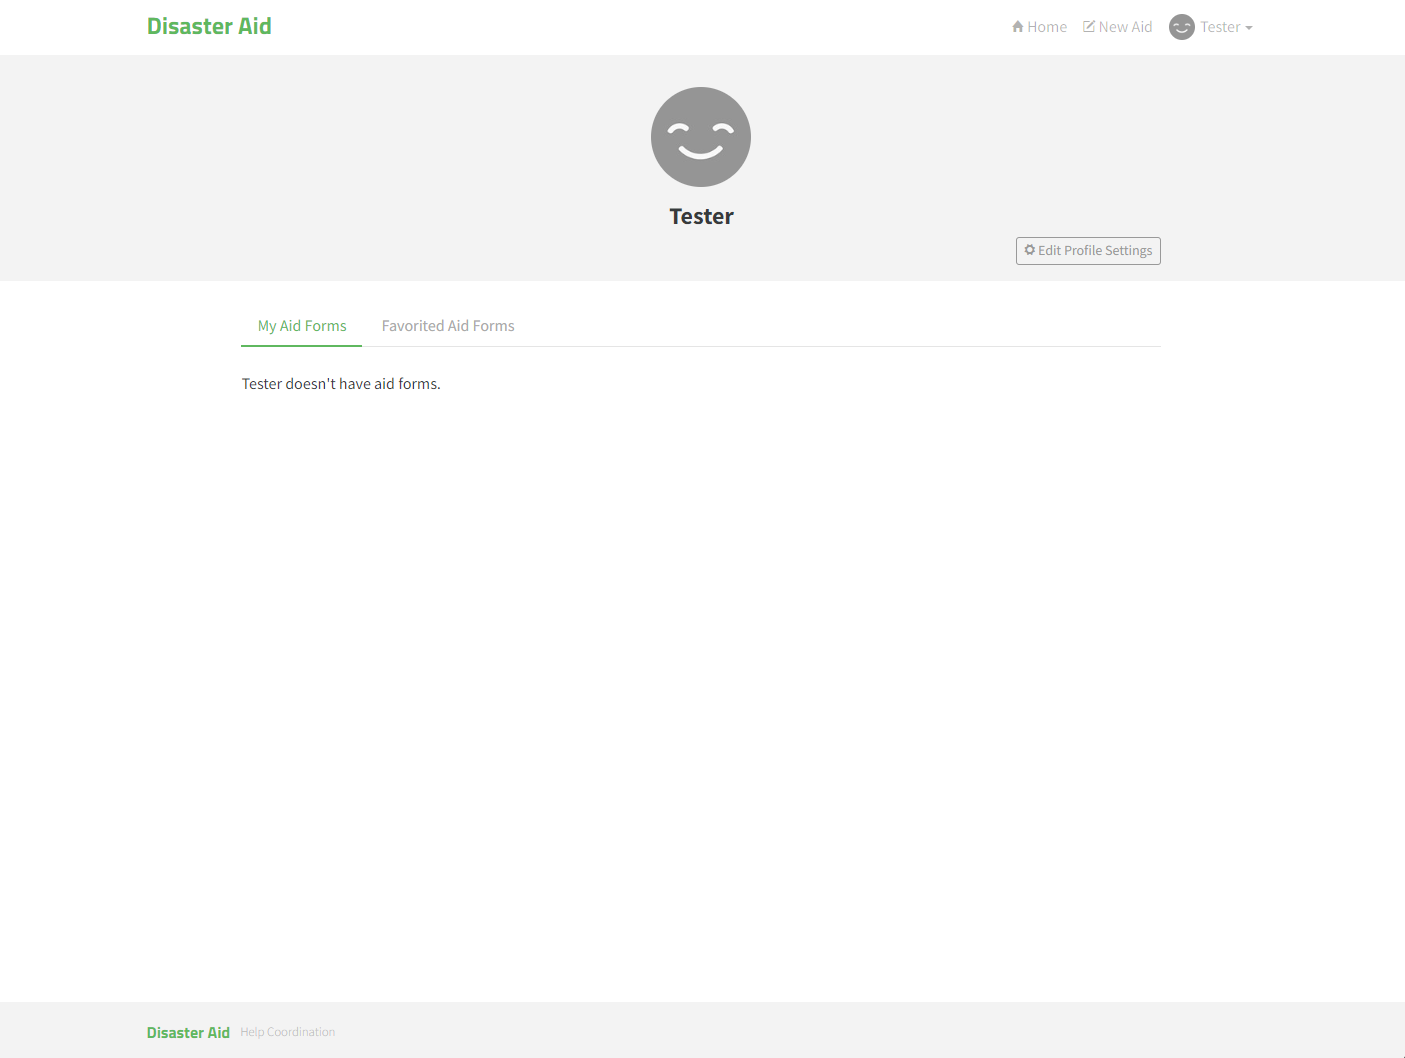 Disaster Aid
Home New Aid Tester
Tester
Edit Profile Settings
My Aid Forms Favorited Aid Forms
Tester doesn't have aid forms.
Disaster Aid Help Coordination